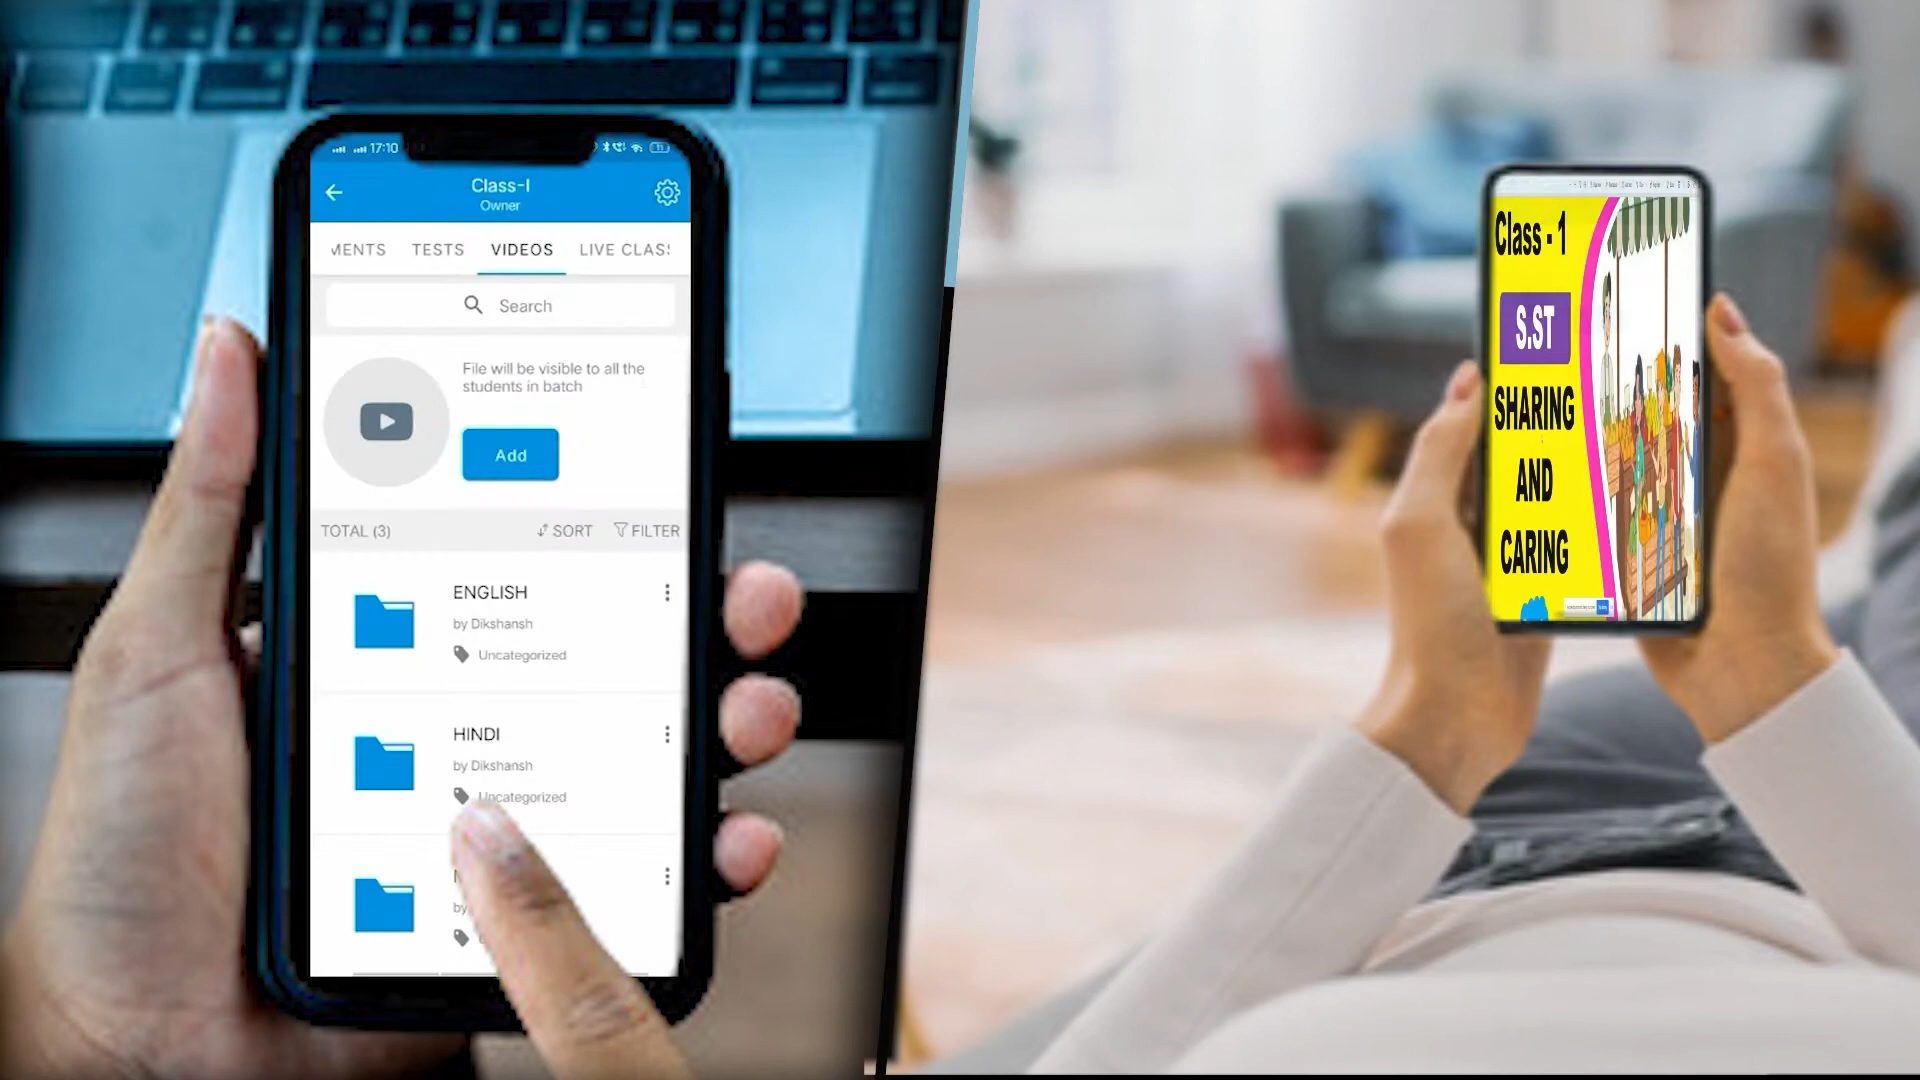 17:10
Class-I
Owner
MENTS TESTS VIDEOS LIVE CLAS
Search
File will be visible to all the
students in batch
Add
TOTAL (3) SORT FILTER
ENGLISH
by Dikshansh
Uncategorized
HINDI
by Dikshansh
Uncategorized
by
Class - 1
S.ST
SHARING
AND
CARING